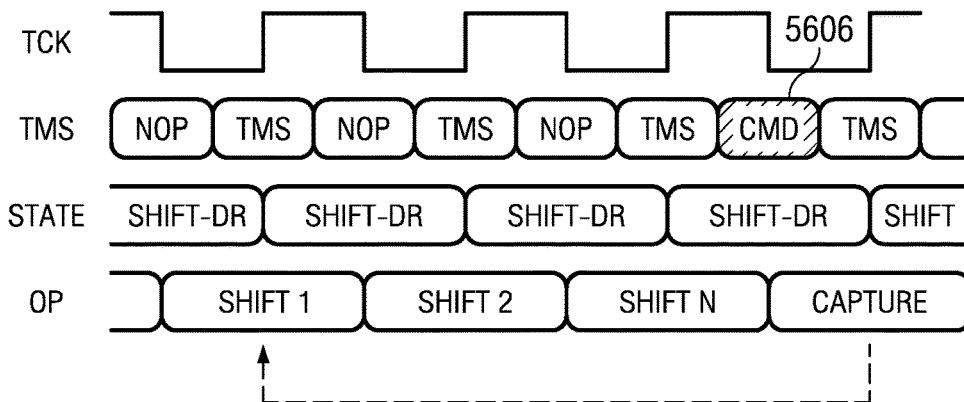 5606
TCK
TMS NOP TMS NOP TMS NOP TMS CMD TMS
STATE SHIFT-DR SHIFT-DR SHIFT-DR SHIFT-DR SHIFT
OP SHIFT 1 SHIFT 2 SHIFT N CAPTURE